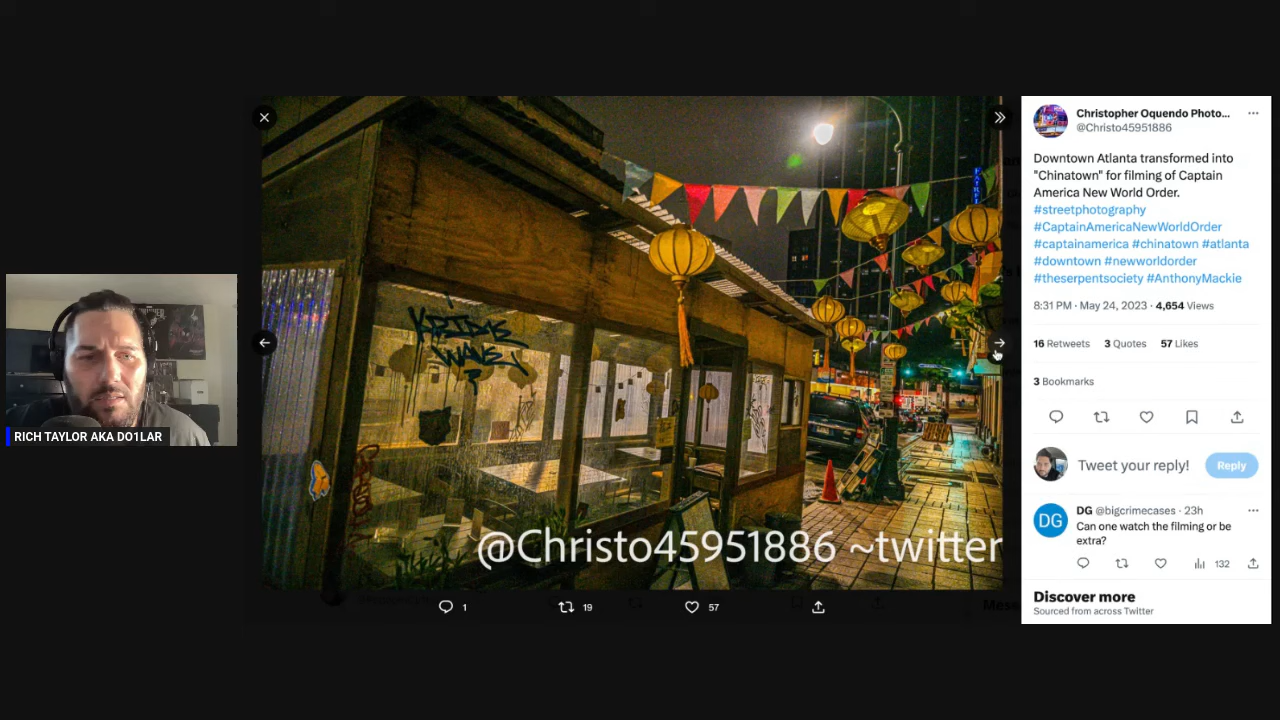 RICH TAYLOR AKA DO1LAR
KRIDIS
WAVE
@Christo45951886 ~twitter
1
19
57
Christopher Oquendo Photo...
@Christo45951886
Downtown Atlanta transformed into
"Chinatown" for filming of Captain
America New World Order.
#streetphotography
#CaptainAmericaNewWorldOrder
#captainamerica #chinatown #atlanta
#downtown #newworldorder
#theserpentsociety #AnthonyMackie
8:31 PM · May 24, 2023 · 4,654 Views
16 Retweets 3 Quotes 57 Likes
3 Bookmarks
Tweet your reply!
Reply
DG
DG @bigcrimecases · 23h
Can one watch the filming or be
extra?
132
Discover more
Sourced from across Twitter